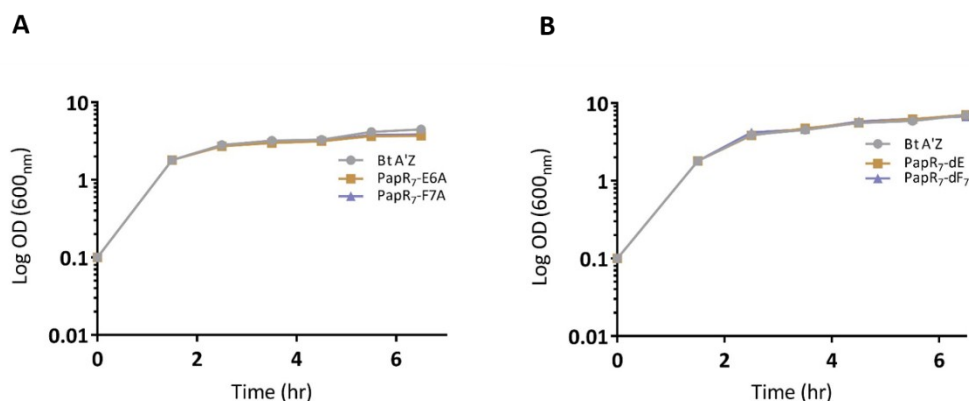 A
Log OD (600nm)
10
1
0.1
0.01
0
2
4
6
Time (hr)
Bt A'Z
PapR7-E6A
PapR7-F7A
B
Log OD (600nm)
10
1
0.1
0.01
0
2
4
6
Time (hr)
Bt A'Z
PapR7-dE
PapR7-dF7